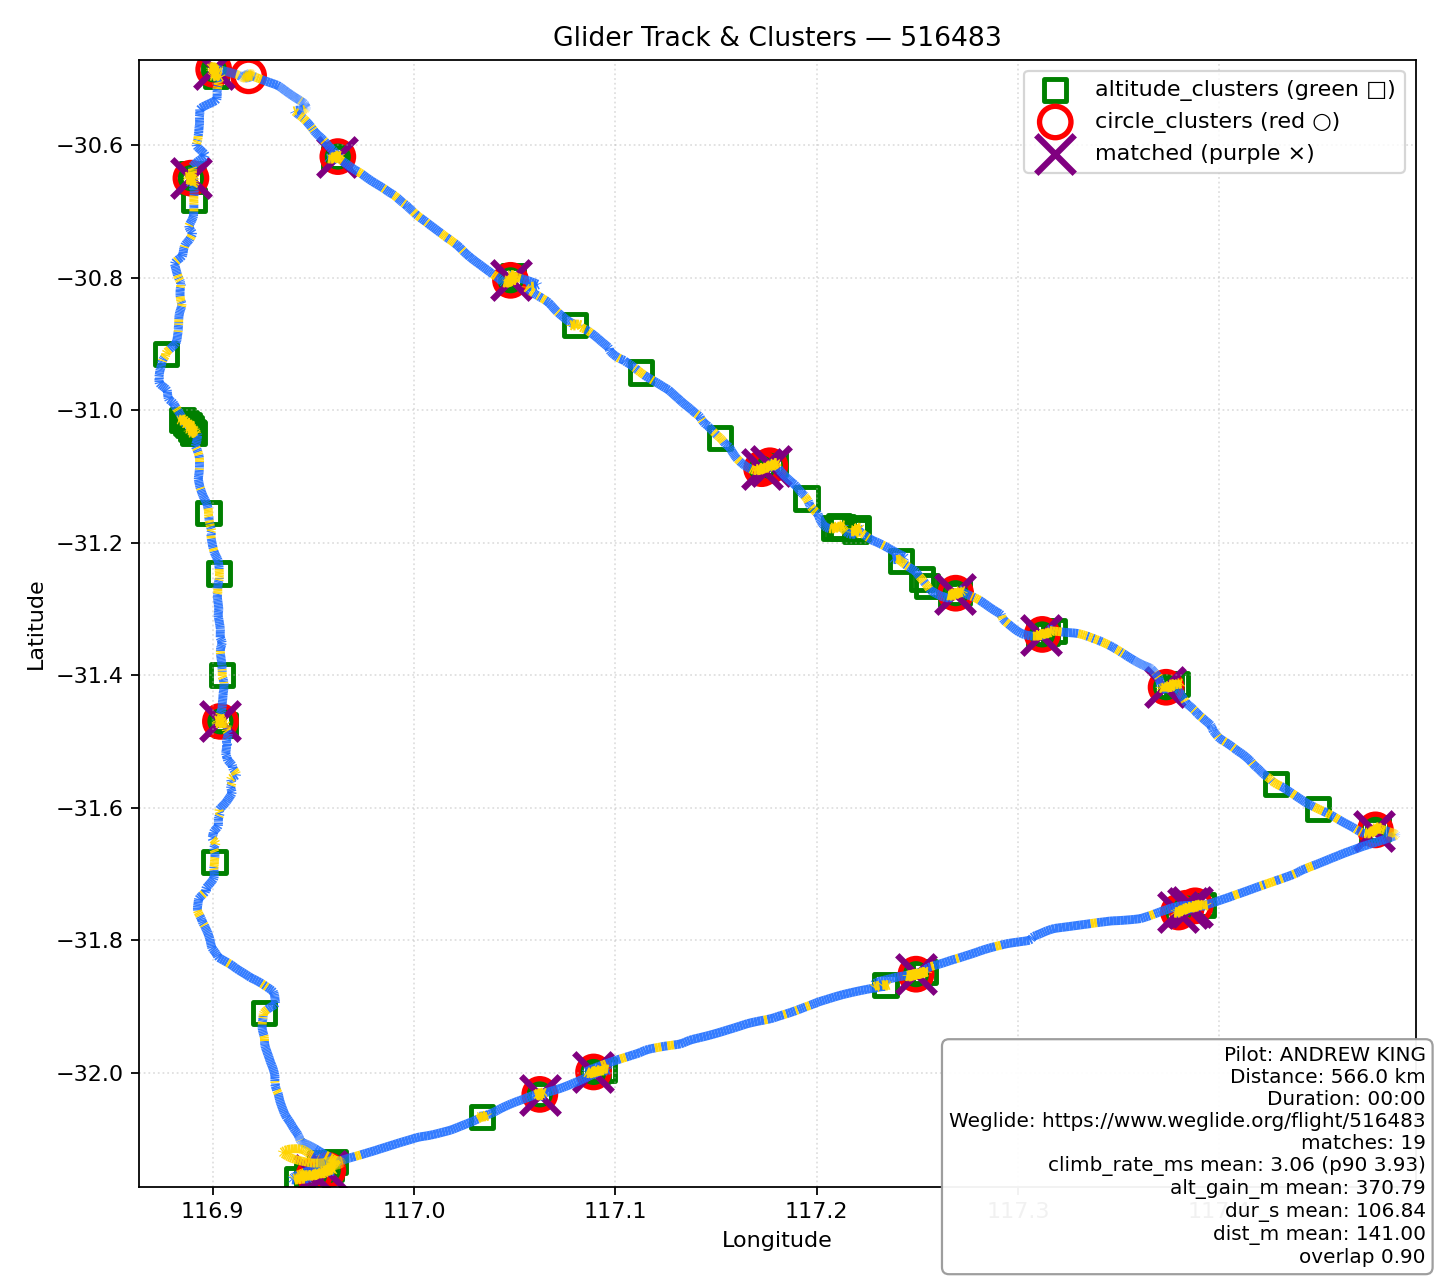 Glider Track & Clusters — 516483
altitude_clusters (green □)
circle_clusters (red ○)
matched (purple ×)
−30.6
−30.8
−31.0
−31.2
−31.4
−31.6
−31.8
−32.0
Latitude
116.9
117.0
117.1
117.2
117.3
Longitude
Pilot: ANDREW KING
Distance: 566.0 km
Duration: 00:00
Weglide: https://www.weglide.org/flight/516483
matches: 19
climb_rate_ms mean: 3.06 (p90 3.93)
alt_gain_m mean: 370.79
dur_s mean: 106.84
dist_m mean: 141.00
overlap 0.90